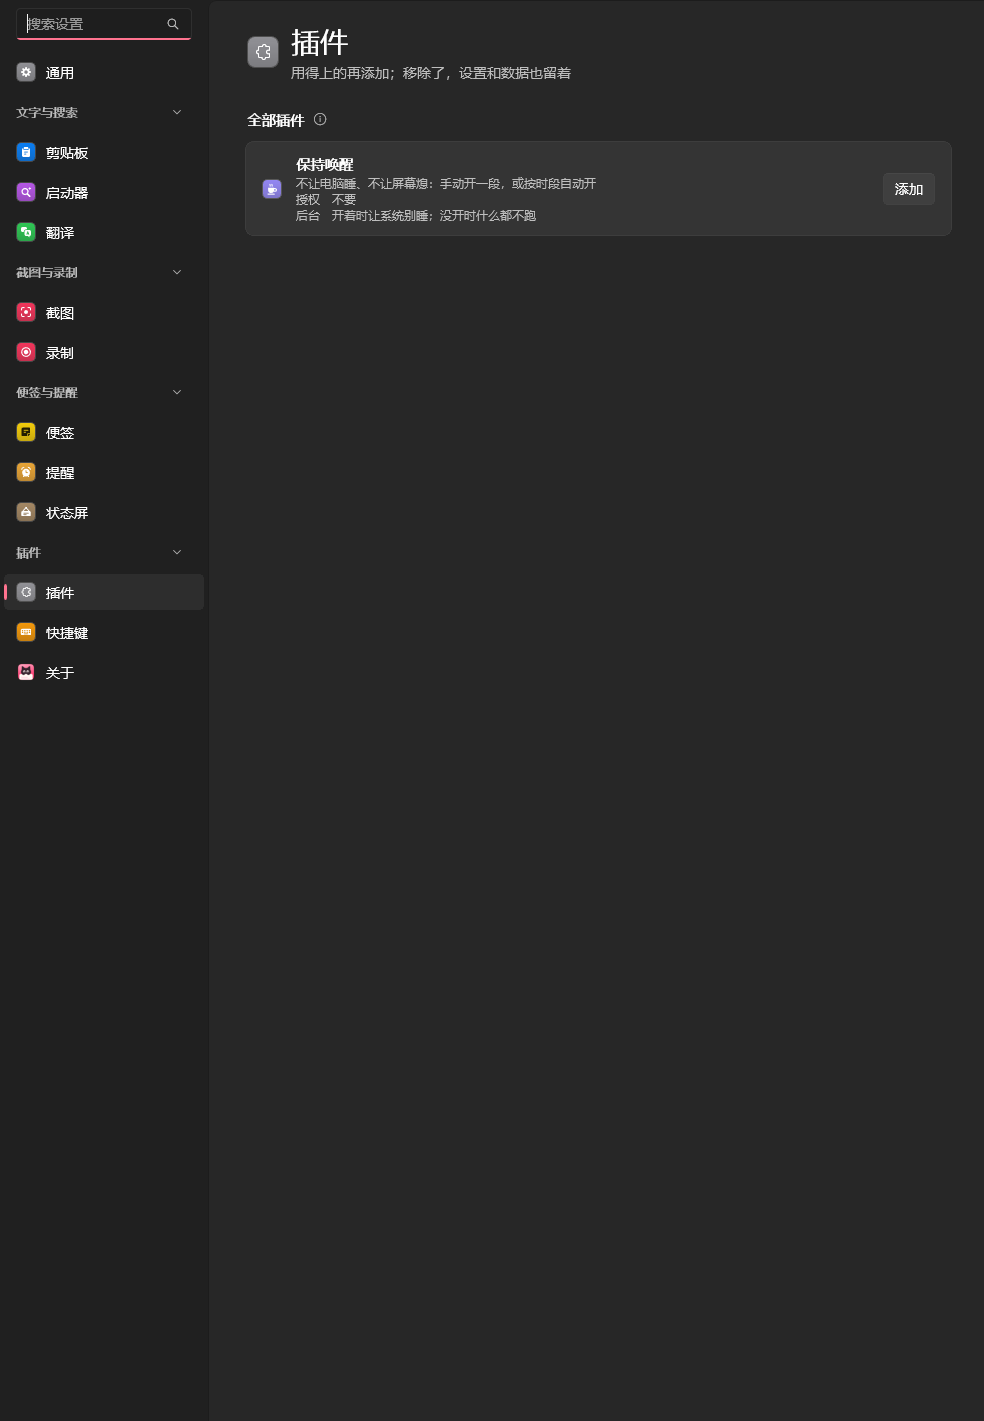 搜索设置
通用
文字与搜索
剪贴板
启动器
翻译
截图与录制
截图
录制
便签与提醒
便签
提醒
状态屏
插件
插件
快捷键
关于
插件
用得上的再添加；移除了，设置和数据也留着
全部插件
保持唤醒
不让电脑睡、不让屏幕熄：手动开一段，或按时段自动开
授权 不要
后台 开着时让系统别睡；没开时什么都不跑
添加